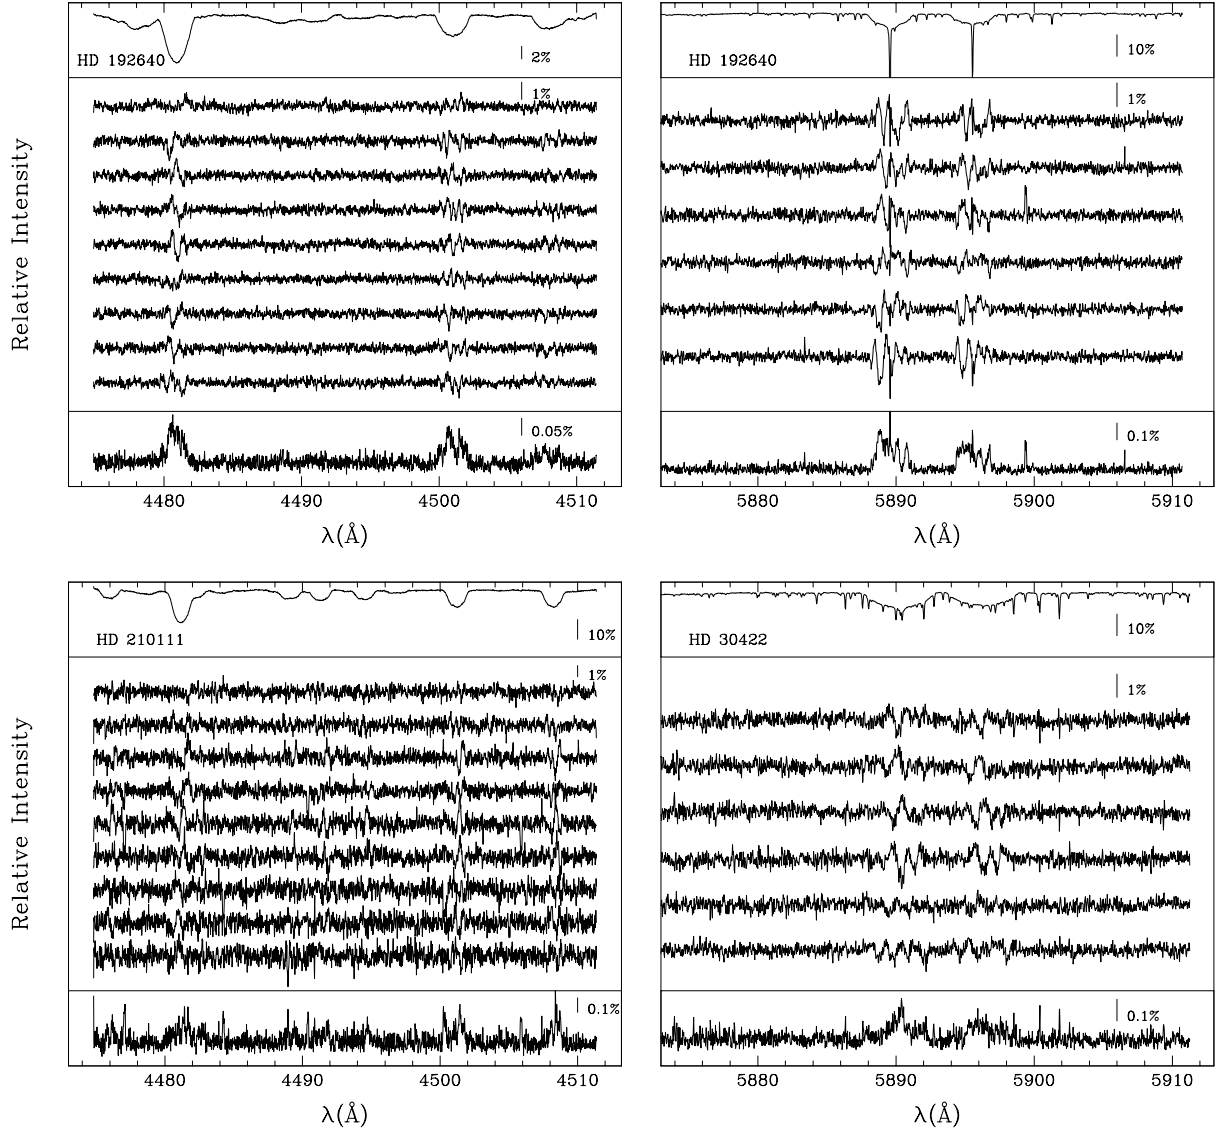 HD 192640
2%
1%
0.05%
Relative Intensity
4480 4490 4500 4510
λ(Å)
HD 192640
10%
1%
0.1%
5880 5890 5900 5910
λ(Å)
HD 210111
10%
1%
0.1%
Relative Intensity
4480 4490 4500 4510
λ(Å)
HD 30422
10%
1%
0.1%
5880 5890 5900 5910
λ(Å)